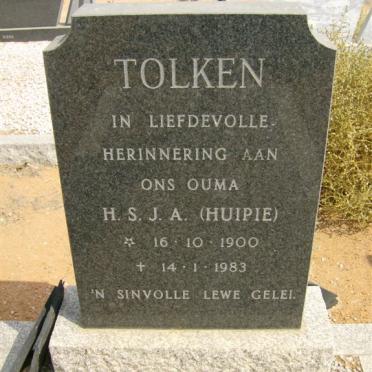 TOLKEN
IN LIEFDEVOLLE
HERINNERING AAN
ONS OUMA
H. S. J. A. (HUIPIE)
☆ 16 · 10 · 1900
✝ 14 · 1 · 1983
'N SINVOLLE LEWE GELEI.